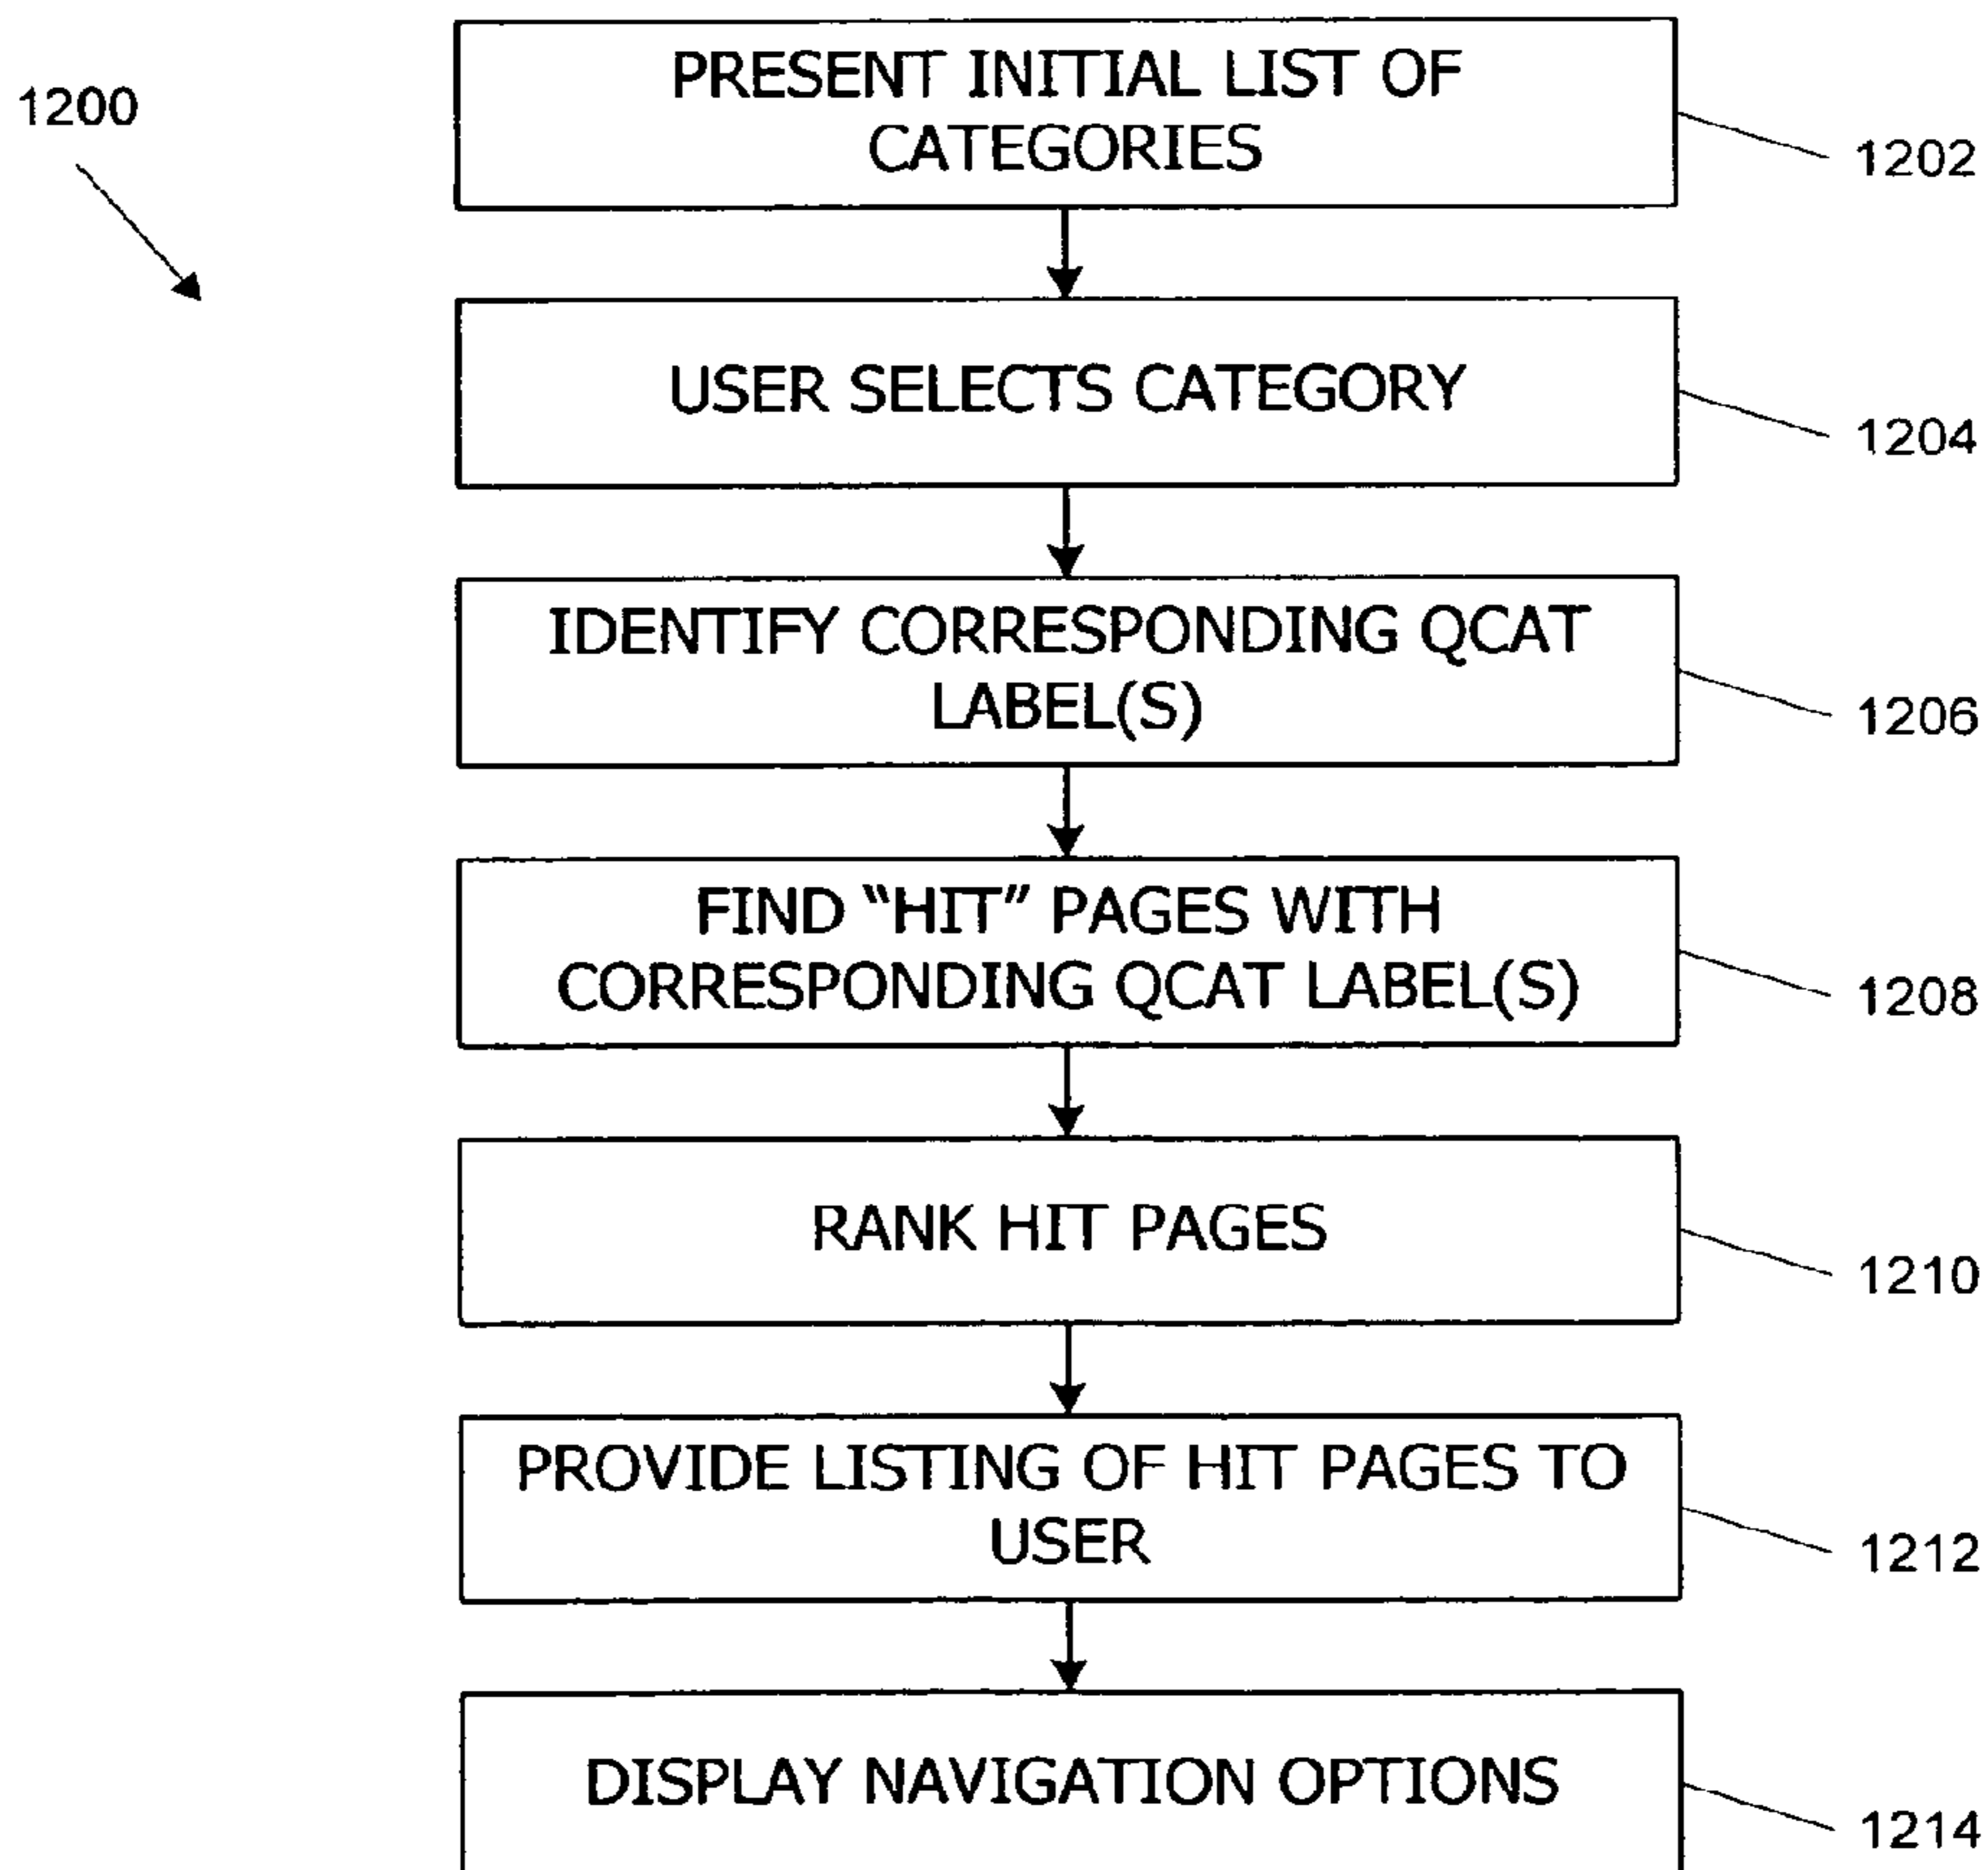 1200
PRESENT INITIAL LIST OF
CATEGORIES
1202
USER SELECTS CATEGORY
1204
IDENTIFY CORRESPONDING QCAT
LABEL(S)
1206
FIND “HIT” PAGES WITH
CORRESPONDING QCAT LABEL(S)
1208
RANK HIT PAGES
1210
PROVIDE LISTING OF HIT PAGES TO
USER
1212
DISPLAY NAVIGATION OPTIONS
1214